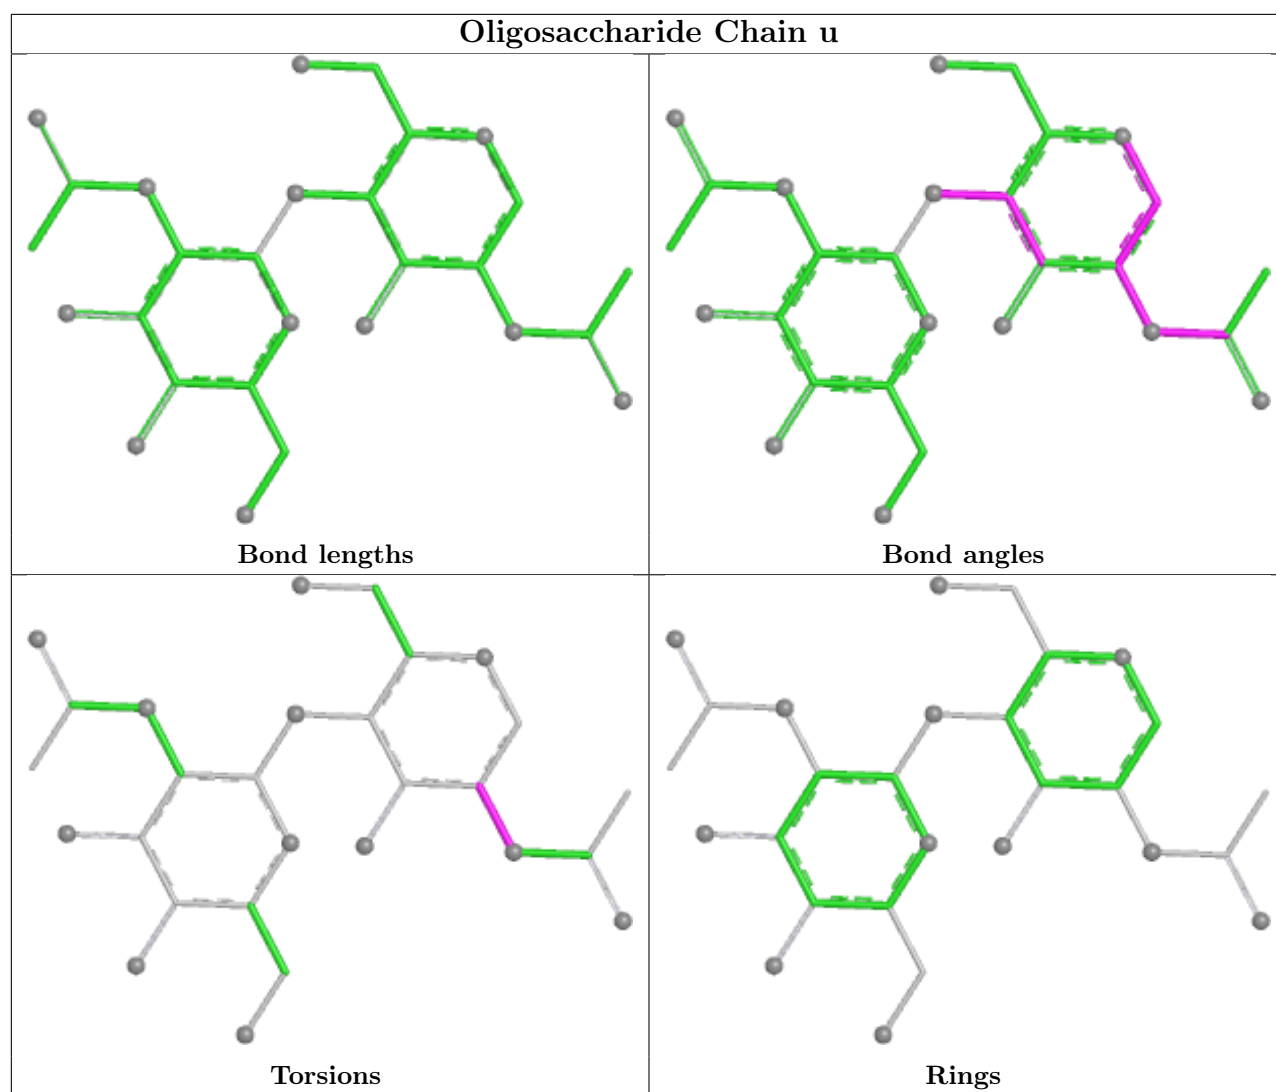 Oligosaccharide Chain u
Bond lengths
Bond angles
Torsions
Rings